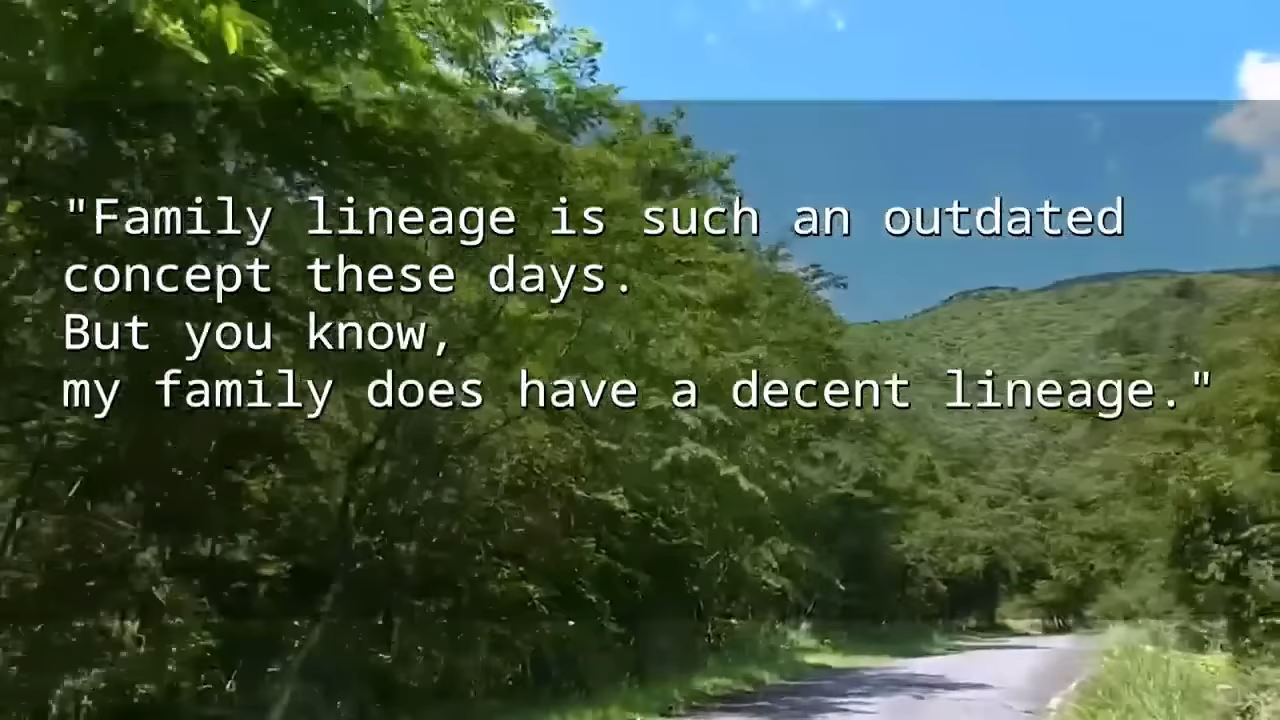 "Family lineage is such an outdated
concept these days.
But you know,
my family does have a decent lineage."